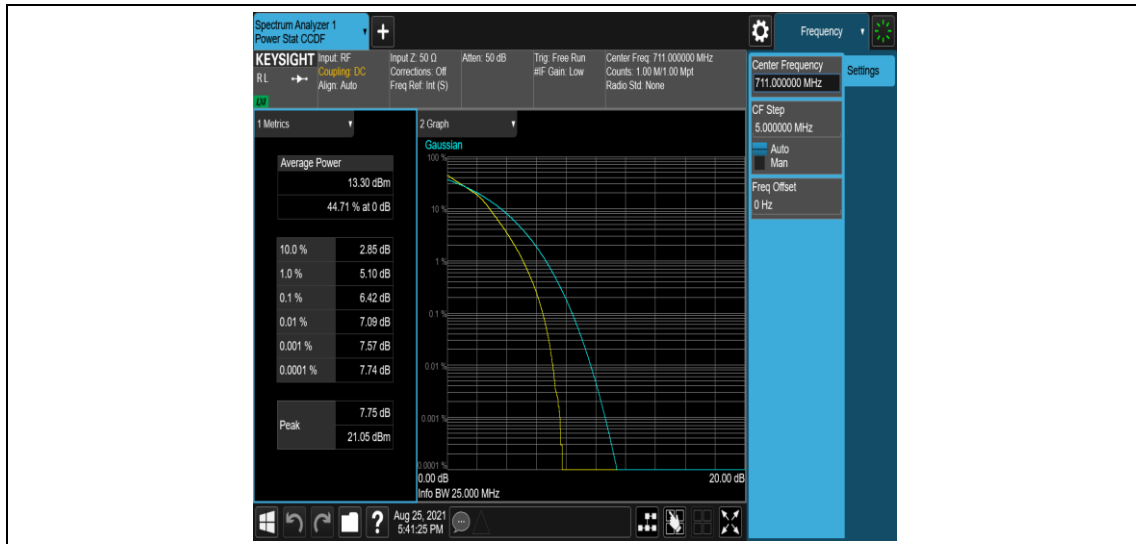 Spectrum Analyzer 1
Power Stat CCDF
+
Frequency
KEYSIGHT
RL
LXI
Input: RF
Coupling: DC
Align: Auto
Input Z: 50 Ω
Corrections: Off
Freq Ref: Int (S)
Atten: 50 dB
Trig: Free Run
#IF Gain: Low
Center Freq: 711.000000 MHz
Counts: 1.00 M/1.00 Mpt
Radio Std: None
Center Frequency
711.000000 MHz
Settings
CF Step
5.000000 MHz
Auto
Man
Freq Offset
0 Hz
1 Metrics
Average Power
13.30 dBm
44.71 % at 0 dB
10.0 % 2.85 dB
1.0 % 5.10 dB
0.1 % 6.42 dB
0.01 % 7.09 dB
0.001 % 7.57 dB
0.0001 % 7.74 dB
Peak
7.75 dB
21.05 dBm
2 Graph
Gaussian
100 %
10 %
1 %
0.1 %
0.01 %
0.001 %
0.0001 %
0.00 dB 20.00 dB
Info BW 25.000 MHz
?
Aug 25, 2021
5:41:25 PM